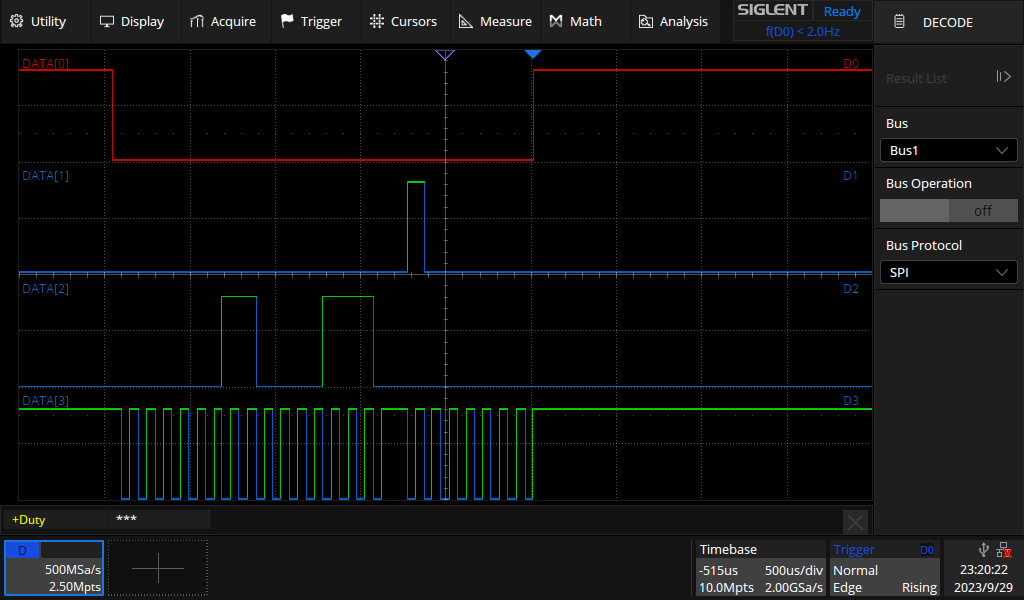 Utility Display Acquire Trigger Cursors Measure Math Analysis SIGLENT Ready DECODE
f(D0) < 2.0Hz
DATA[0] D0
Result List
Bus
Bus1
DATA[1] D1
Bus Operation
off
Bus Protocol
SPI
DATA[2] D2
DATA[3] D3
+Duty ***
D
500MSa/s
2.50Mpts
Timebase
-515us 500us/div
10.0Mpts 2.00GSa/s
Trigger D0
Normal
Edge Rising
23:20:22
2023/9/29